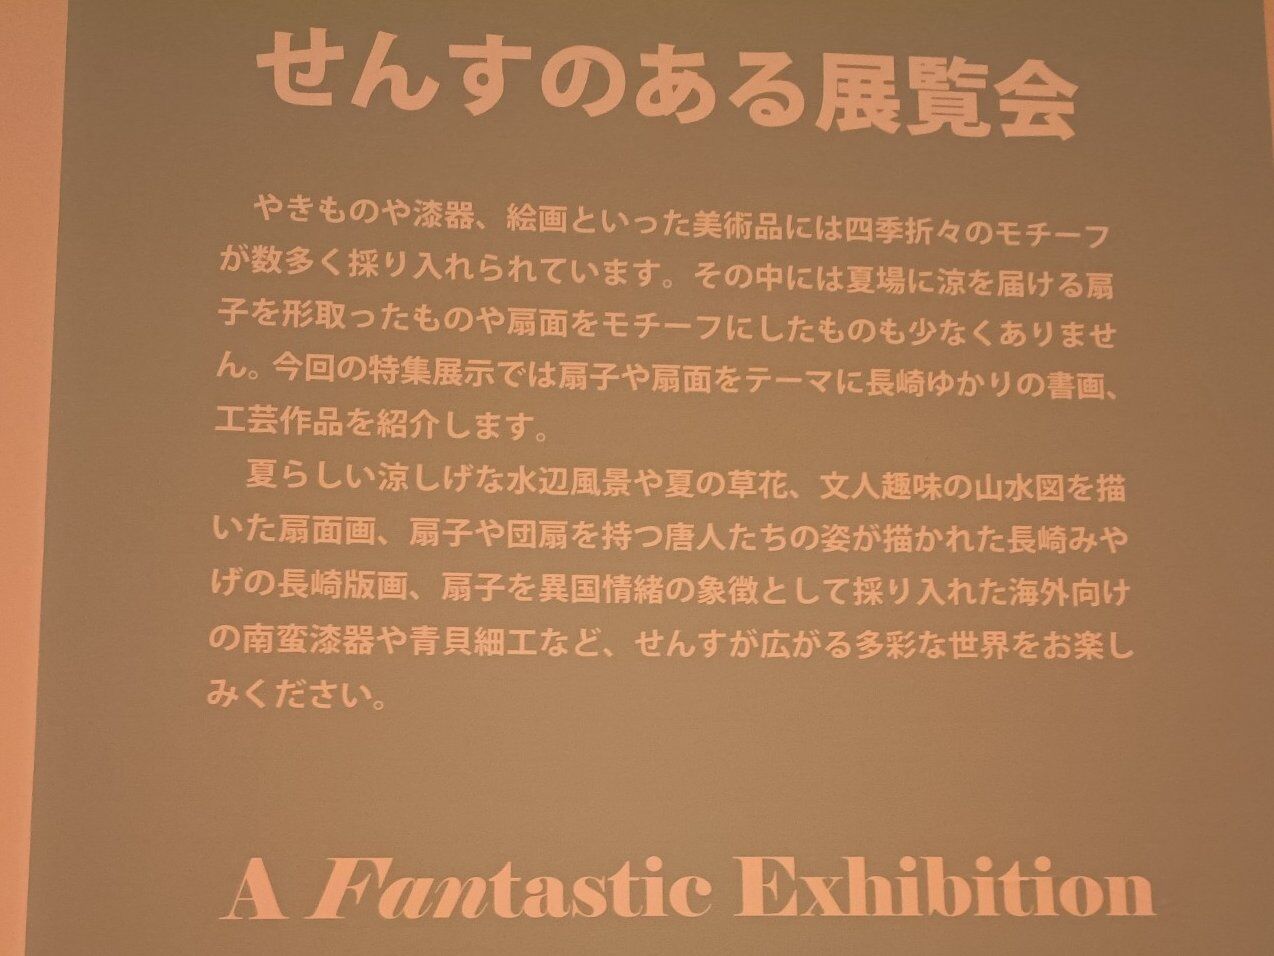 せんすのある展覧会
やきものや漆器、絵画といった美術品には四季折々のモチーフ
が数多く採り入れられています。その中には夏場に涼を届ける扇
子を形取ったものや扇面をモチーフにしたものも少なくありませ
ん。今回の特集展示では扇子や扇面をテーマに長崎ゆかりの書画、
工芸作品を紹介します。
夏らしい涼しげな水辺風景や夏の草花、文人趣味の山水図を描
いた扇面画、扇子や団扇を持つ唐人たちの姿が描かれた長崎みや
げの長崎版画、扇子を異国情緒の象徴として採り入れた海外向け
の南蛮漆器や青貝細工など、せんすが広がる多彩な世界をお楽し
みください。
A Fantastic Exhibition